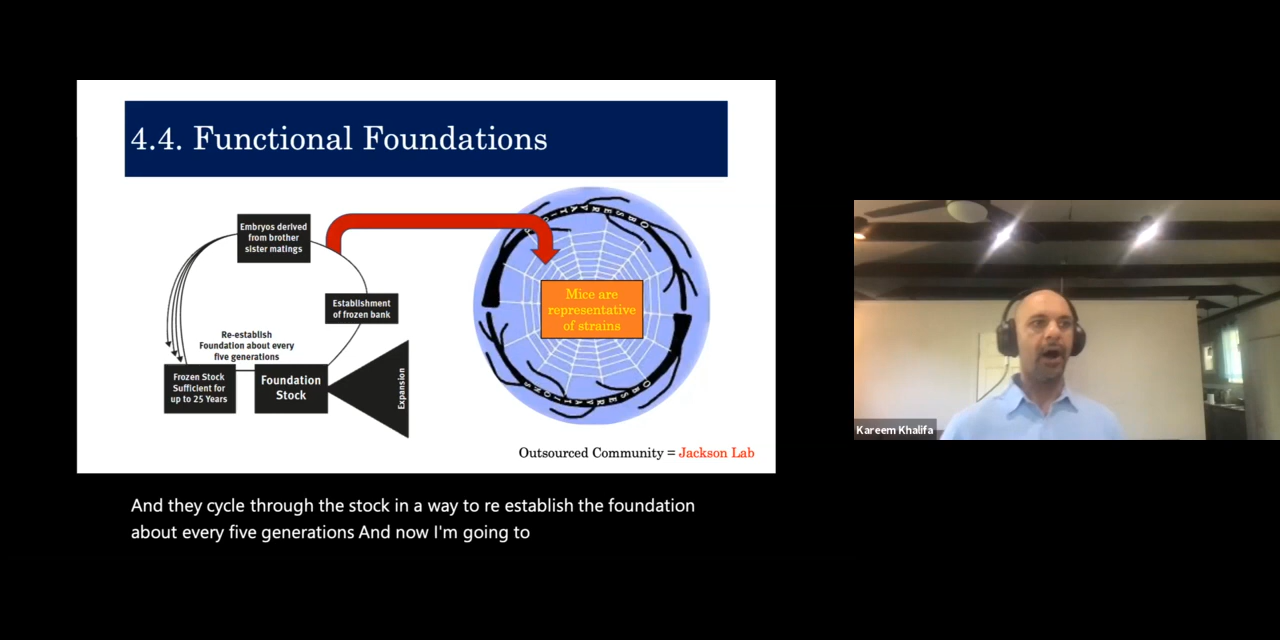 4.4. Functional Foundations
Embryos derived
from brother
sister matings
Establishment
of frozen bank
Re-establish
Foundation about every
five generations
Frozen Stock
Sufficient for
up to 25 Years
Foundation
Stock
Expansion
OBSERVATIONS
Mice are
representative
of strains
OBSERVATIONS
Outsourced Community = Jackson Lab
And they cycle through the stock in a way to re establish the foundation
about every five generations And now I'm going to
Kareem Khalifa